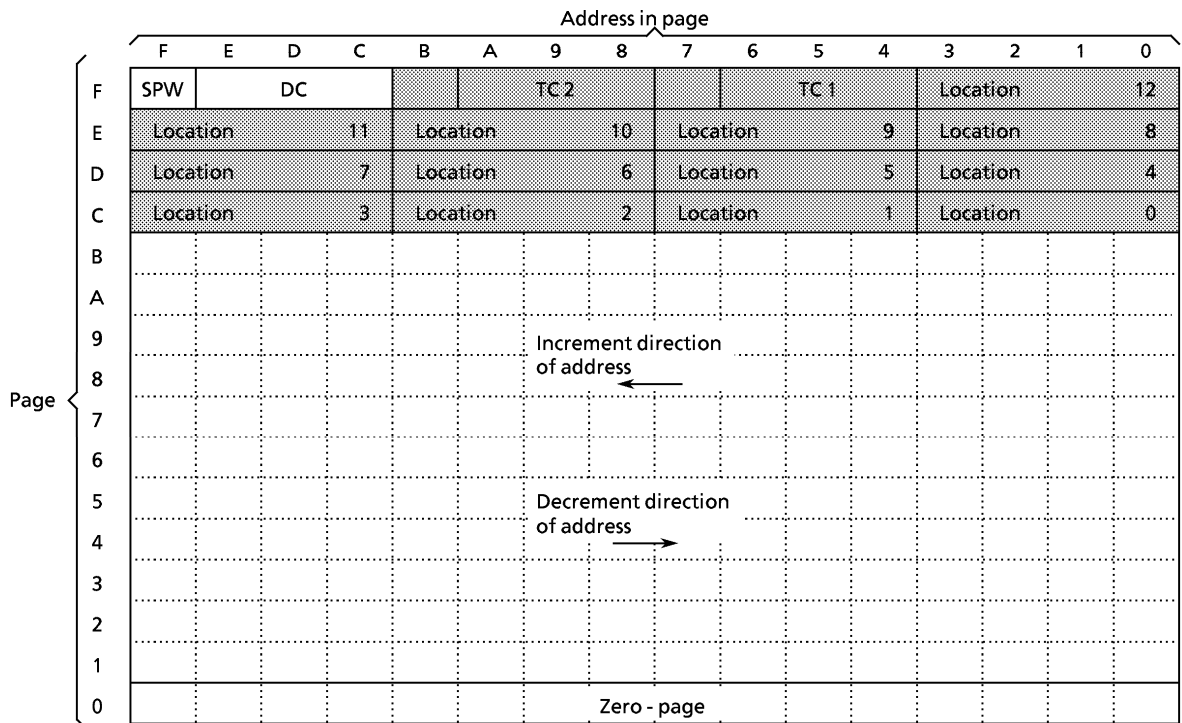 Address in page
F E D C B A 9 8 7 6 5 4 3 2 1 0
F SPW DC TC 2 TC 1 Location 12
E Location 11 Location 10 Location 9 Location 8
D Location 7 Location 6 Location 5 Location 4
C Location 3 Location 2 Location 1 Location 0
B
A
9 Increment direction
of address
8
Page
7
6
5 Decrement direction
of address
4
3
2
1
0 Zero - page